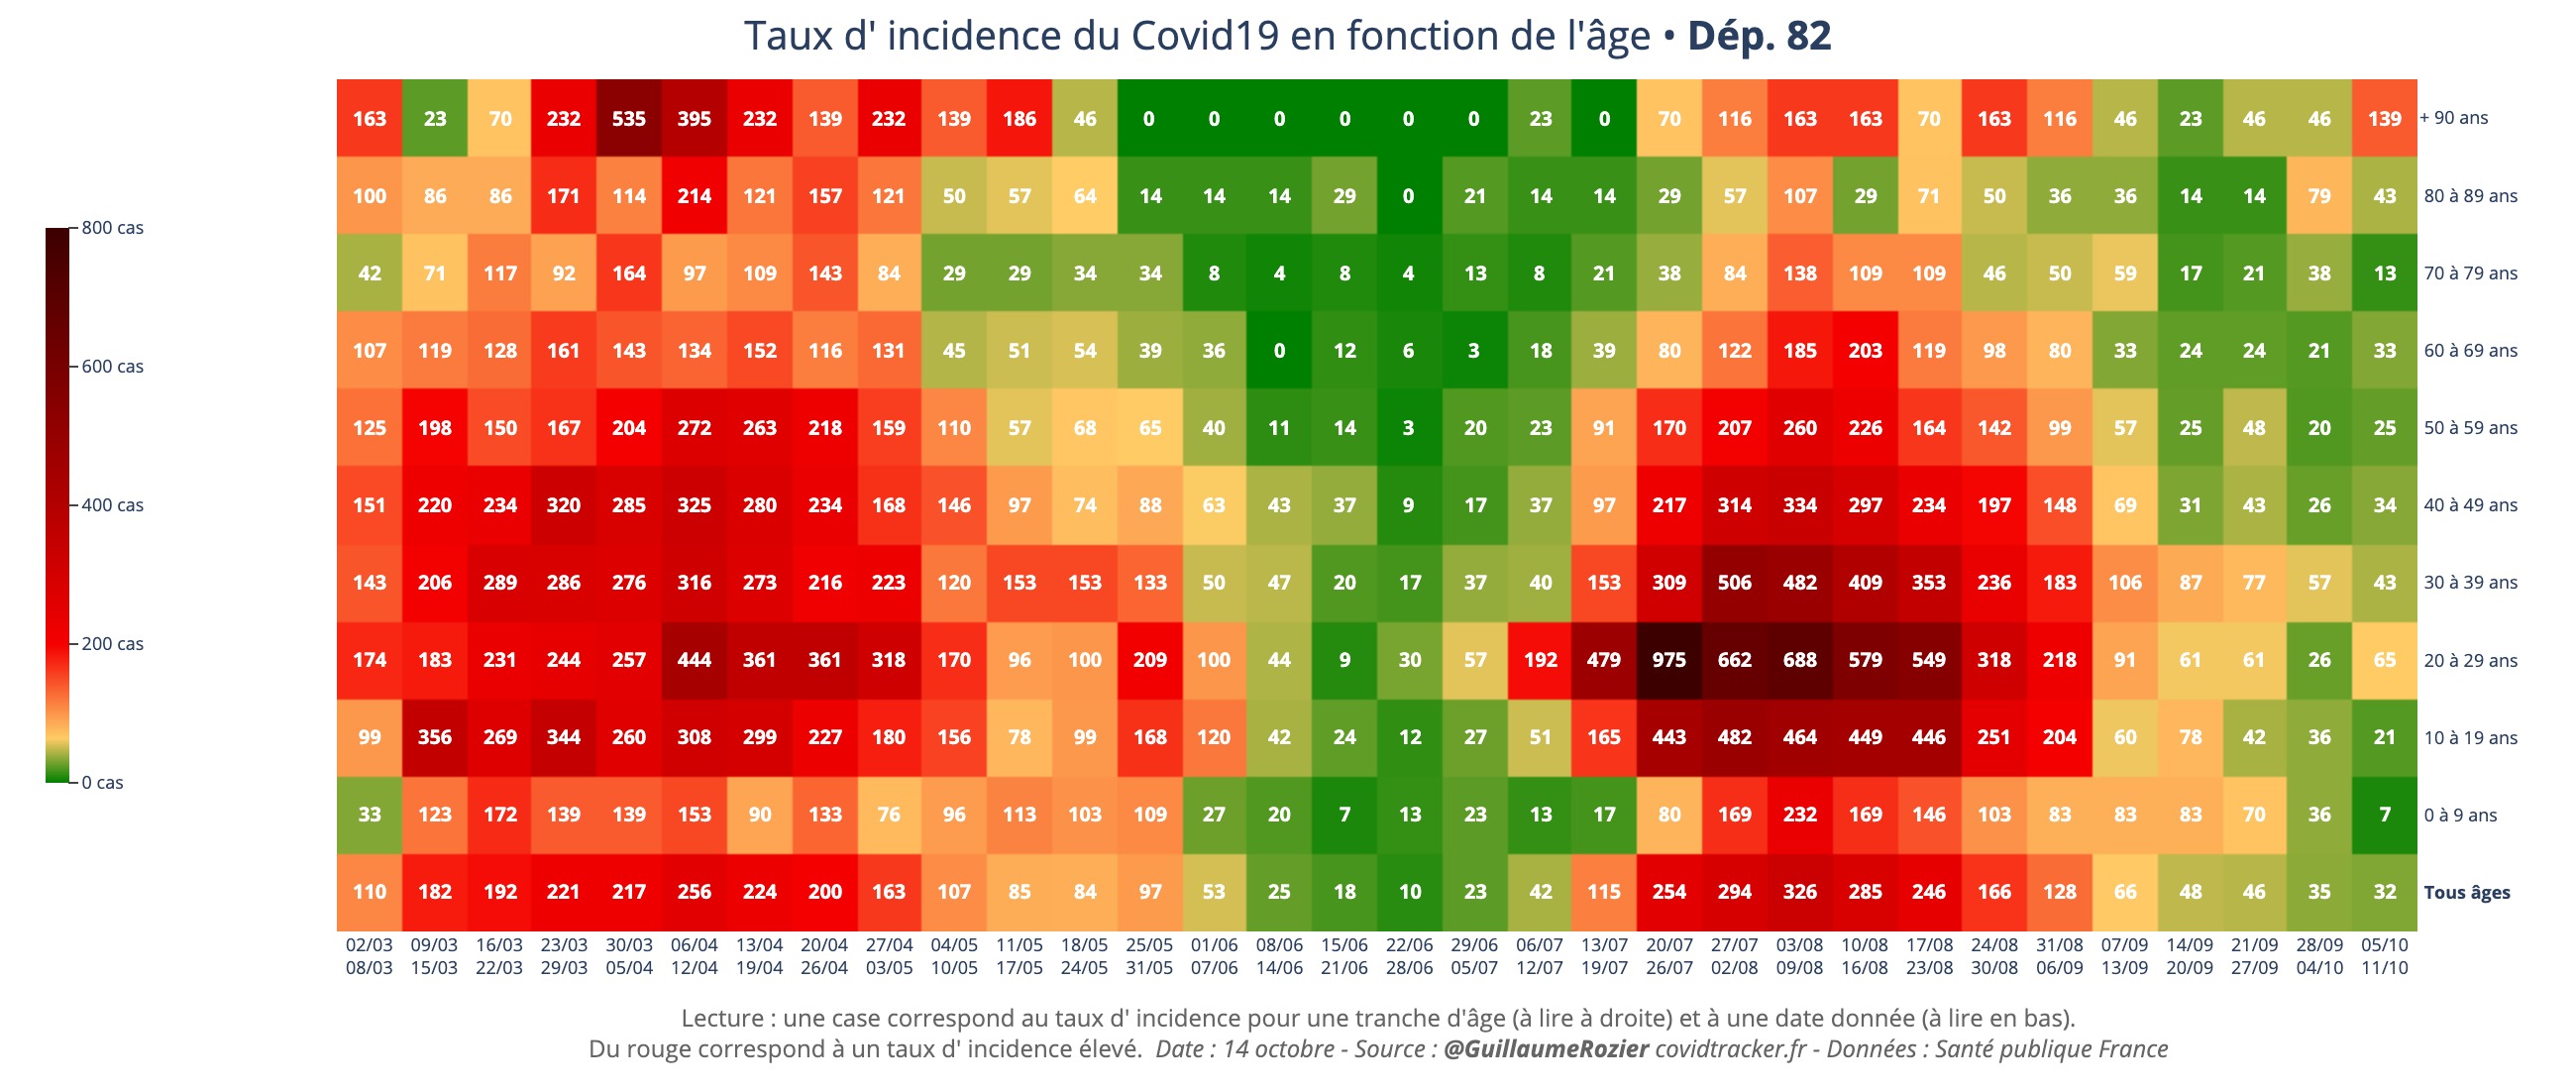 Taux d' incidence du Covid19 en fonction de l'âge • Dép. 82
163 23 70 232 535 395 232 139 232 139 186 46 0 0 0 0 0 0 23 0 70 116 163 163 70 163 116 46 23 46 46 139 + 90 ans
100 86 86 171 114 214 121 157 121 50 57 64 14 14 14 29 0 21 14 14 29 57 107 29 71 50 36 36 14 14 79 43 80 à 89 ans
800 cas
42 71 117 92 164 97 109 143 84 29 29 34 34 8 4 8 4 13 8 21 38 84 138 109 109 46 50 59 17 21 38 13 70 à 79 ans
600 cas
107 119 128 161 143 134 152 116 131 45 51 54 39 36 0 12 6 3 18 39 80 122 185 203 119 98 80 33 24 24 21 33 60 à 69 ans
125 198 150 167 204 272 263 218 159 110 57 68 65 40 11 14 3 20 23 91 170 207 260 226 164 142 99 57 25 48 20 25 50 à 59 ans
400 cas
151 220 234 320 285 325 280 234 168 146 97 74 88 63 43 37 9 17 37 97 217 314 334 297 234 197 148 69 31 43 26 34 40 à 49 ans
143 206 289 286 276 316 273 216 223 120 153 153 133 50 47 20 17 37 40 153 309 506 482 409 353 236 183 106 87 77 57 43 30 à 39 ans
200 cas
174 183 231 244 257 444 361 361 318 170 96 100 209 100 44 9 30 57 192 479 975 662 688 579 549 318 218 91 61 61 26 65 20 à 29 ans
99 356 269 344 260 308 299 227 180 156 78 99 168 120 42 24 12 27 51 165 443 482 464 449 446 251 204 60 78 42 36 21 10 à 19 ans
0 cas
33 123 172 139 139 153 90 133 76 96 113 103 109 27 20 7 13 23 13 17 80 169 232 169 146 103 83 83 83 70 36 7 0 à 9 ans
110 182 192 221 217 256 224 200 163 107 85 84 97 53 25 18 10 23 42 115 254 294 326 285 246 166 128 66 48 46 35 32 Tous âges
02/03 09/03 16/03 23/03 30/03 06/04 13/04 20/04 27/04 04/05 11/05 18/05 25/05 01/06 08/06 15/06 22/06 29/06 06/07 13/07 20/07 27/07 03/08 10/08 17/08 24/08 31/08 07/09 14/09 21/09 28/09 05/10
08/03 15/03 22/03 29/03 05/04 12/04 19/04 26/04 03/05 10/05 17/05 24/05 31/05 07/06 14/06 21/06 28/06 05/07 12/07 19/07 26/07 02/08 09/08 16/08 23/08 30/08 06/09 13/09 20/09 27/09 04/10 11/10
Lecture : une case correspond au taux d' incidence pour une tranche d'âge (à lire à droite) et à une date donnée (à lire en bas).
Du rouge correspond à un taux d' incidence élevé. Date : 14 octobre - Source : @GuillaumeRozier covidtracker.fr - Données : Santé publique France